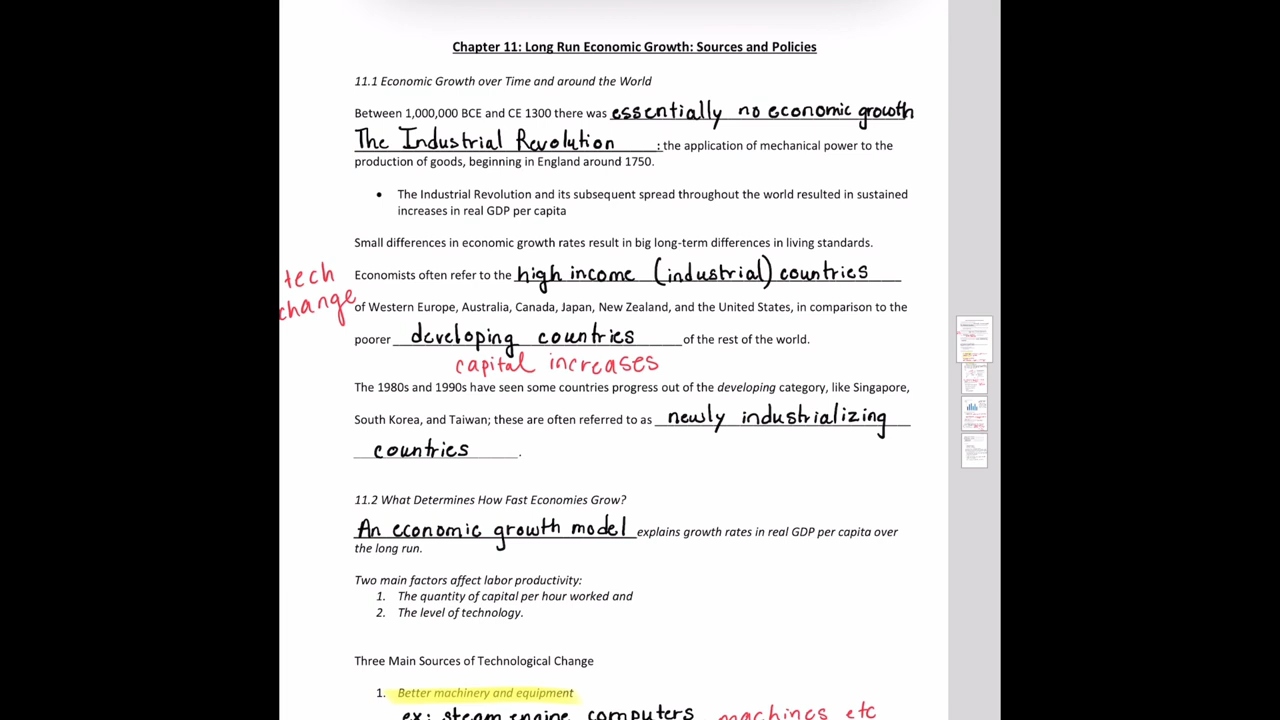 Chapter 11: Long Run Economic Growth: Sources and Policies
11.1 Economic Growth over Time and around the World
Between 1,000,000 BCE and CE 1300 there was essentially no economic growth
The Industrial Revolution : the application of mechanical power to the
production of goods, beginning in England around 1750.
• The Industrial Revolution and its subsequent spread throughout the world resulted in sustained
increases in real GDP per capita
Small differences in economic growth rates result in big long-term differences in living standards.
tech
change
Economists often refer to the high income (industrial) countries
of Western Europe, Australia, Canada, Japan, New Zealand, and the United States, in comparison to the
poorer developing countries of the rest of the world.
capital increases
The 1980s and 1990s have seen some countries progress out of the developing category, like Singapore,
South Korea, and Taiwan; these are often referred to as newly industrializing
countries .
11.2 What Determines How Fast Economies Grow?
An economic growth model explains growth rates in real GDP per capita over
the long run.
Two main factors affect labor productivity:
1. The quantity of capital per hour worked and
2. The level of technology.
Three Main Sources of Technological Change
1. Better machinery and equipment
ex: steam engine, computers, machines etc